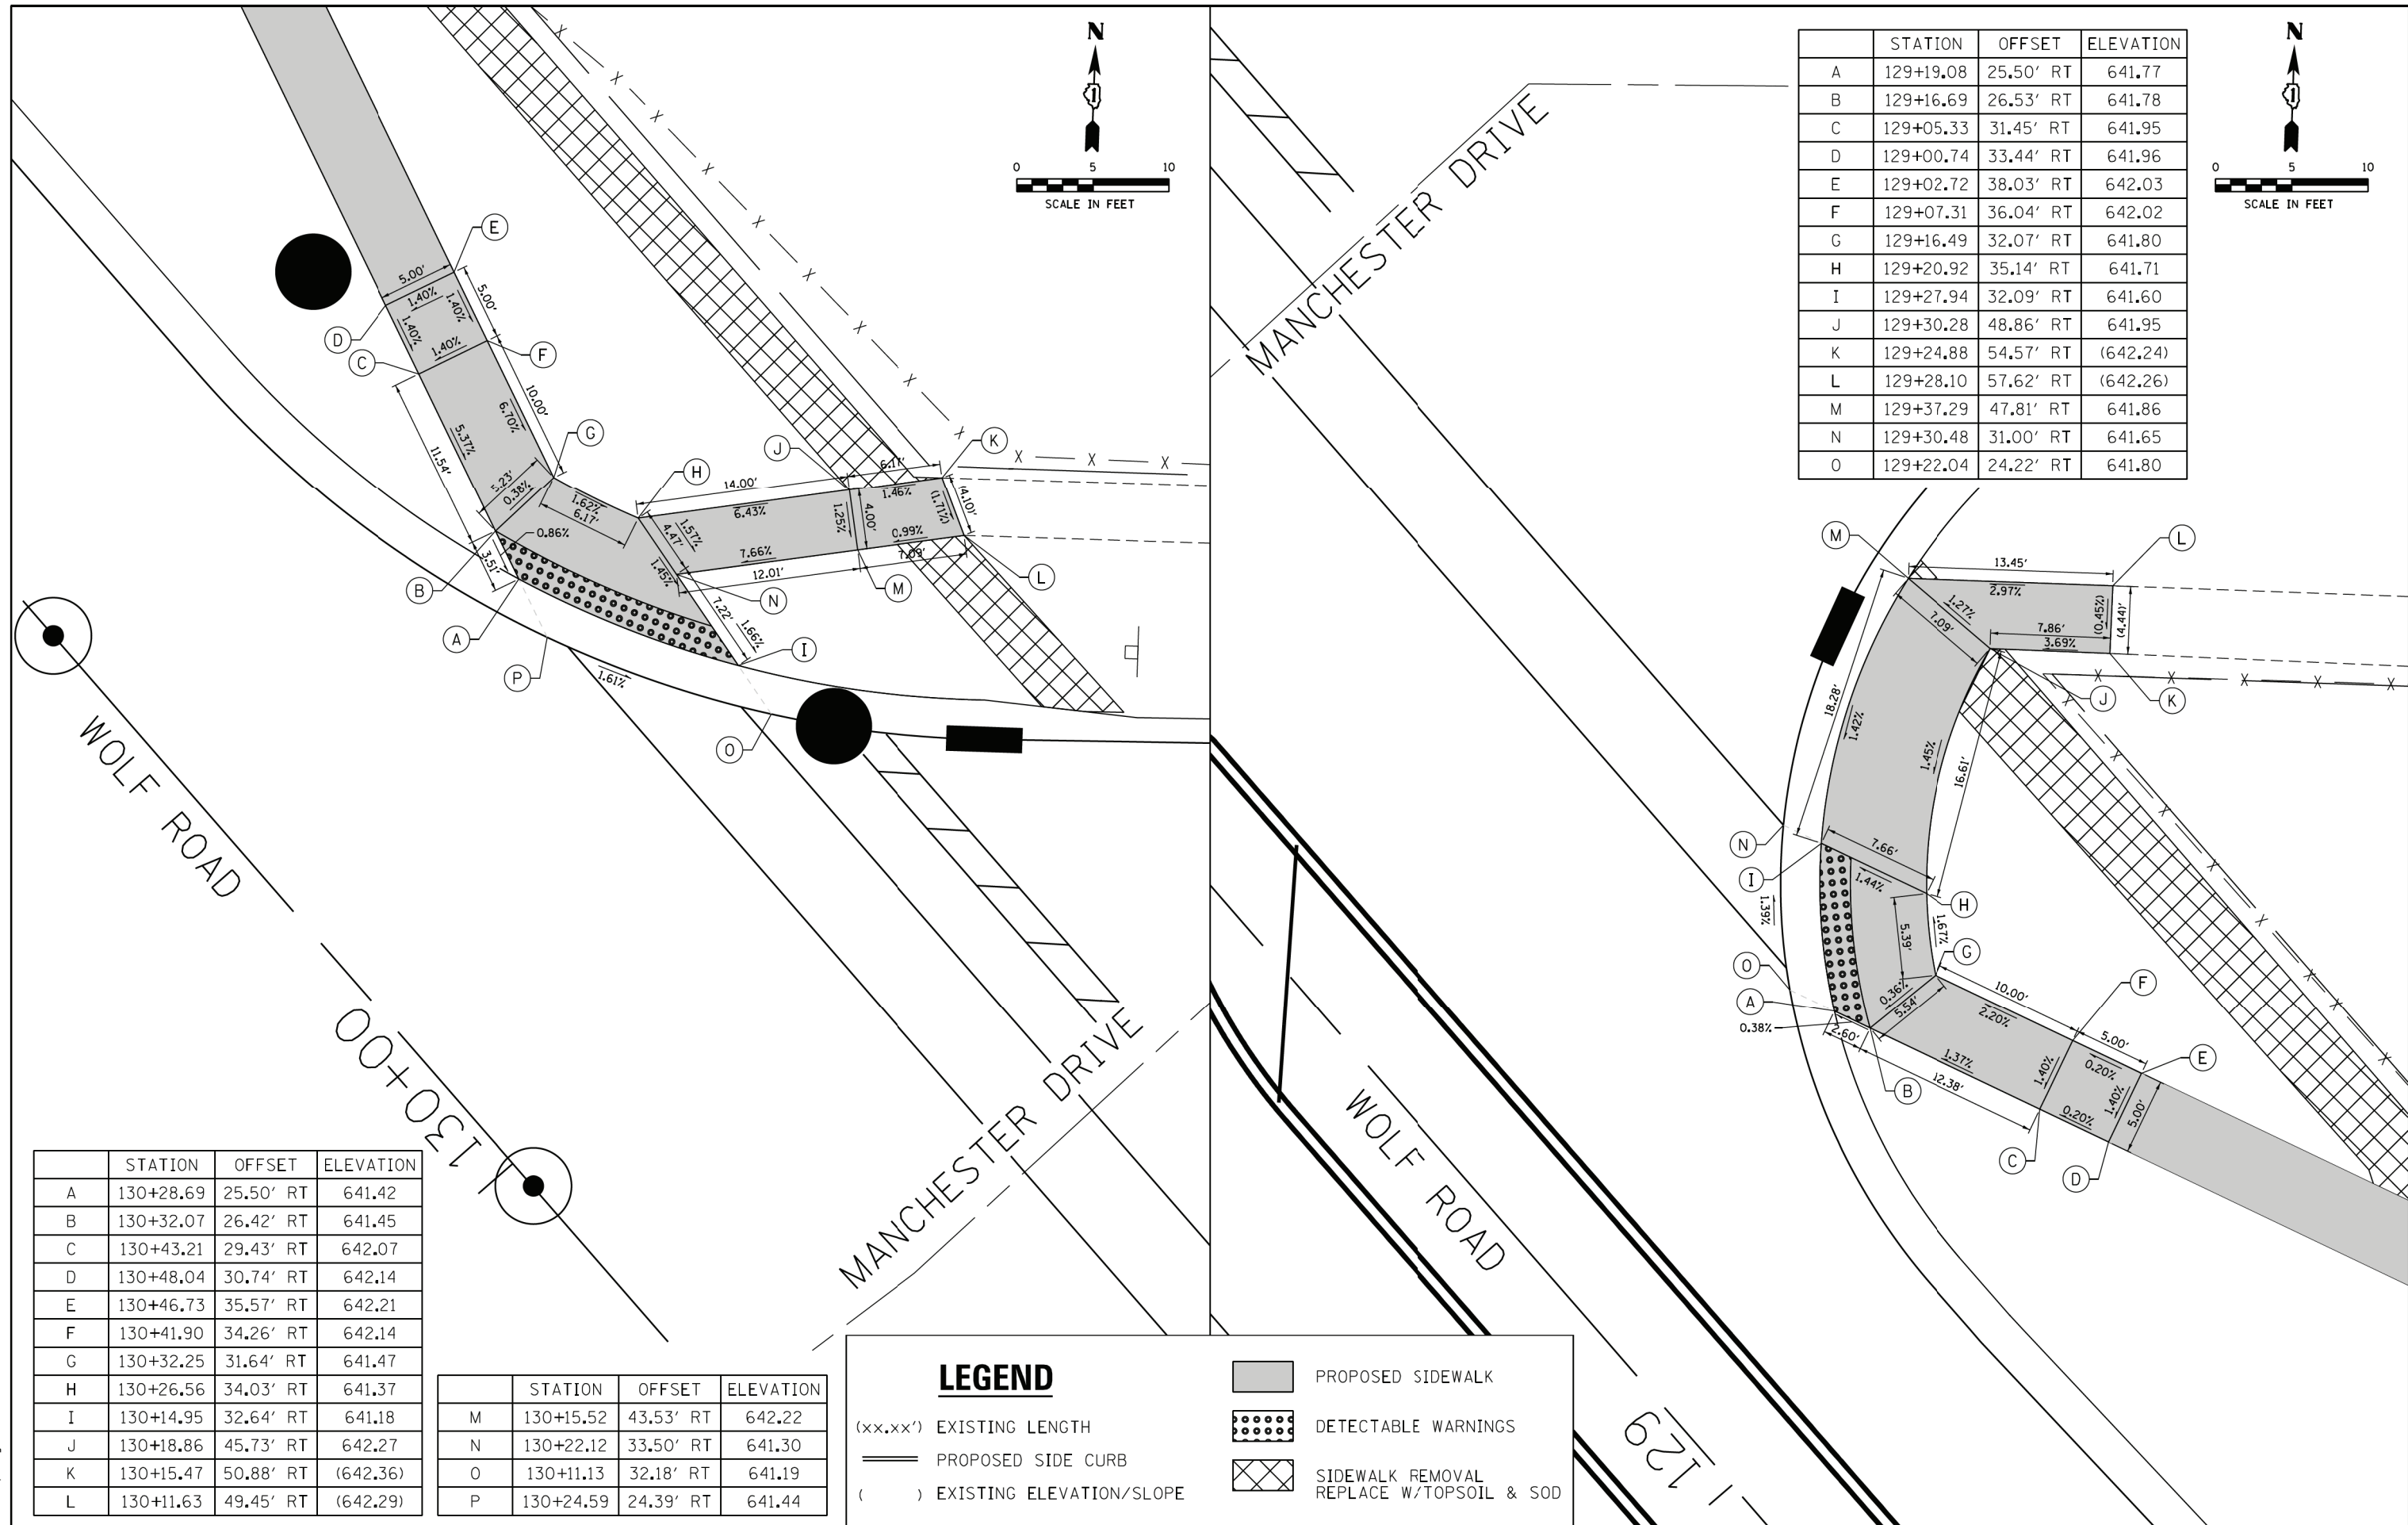 N
0 5 10
SCALE IN FEET
E
5.00'
1.40%
1.40%
5.00'
1.40%
D
1.40%
F
C
10.00'
6.70%
5.37%
11.54'
G
5.23'
0.38%
1.62%
6.17'
0.86%
3.51'
B
A
P
1.61%
H
14.00'
6.43%
1.57%
4.47'
7.66%
1.45%
12.01'
N
7.22'
1.66%
I
O
J
6.17'
K
1.46%
1.25%
4.00'
0.99%
(1.71%)
(4.10')
7.09'
M
L
X X X
WOLF ROAD
130+00
MANCHESTER DRIVE
STATION OFFSET ELEVATION
A 130+28.69 25.50' RT 641.42
B 130+32.07 26.42' RT 641.45
C 130+43.21 29.43' RT 642.07
D 130+48.04 30.74' RT 642.14
E 130+46.73 35.57' RT 642.21
F 130+41.90 34.26' RT 642.14
G 130+32.25 31.64' RT 641.47
H 130+26.56 34.03' RT 641.37
I 130+14.95 32.64' RT 641.18
J 130+18.86 45.73' RT 642.27
K 130+15.47 50.88' RT (642.36)
L 130+11.63 49.45' RT (642.29)
STATION OFFSET ELEVATION
M 130+15.52 43.53' RT 642.22
N 130+22.12 33.50' RT 641.30
O 130+11.13 32.18' RT 641.19
P 130+24.59 24.39' RT 641.44
LEGEND
(xx.xx') EXISTING LENGTH
PROPOSED SIDE CURB
( ) EXISTING ELEVATION/SLOPE
PROPOSED SIDEWALK
DETECTABLE WARNINGS
SIDEWALK REMOVAL
REPLACE W/TOPSOIL & SOD
MANCHESTER DRIVE
STATION OFFSET ELEVATION
A 129+19.08 25.50' RT 641.77
B 129+16.69 26.53' RT 641.78
C 129+05.33 31.45' RT 641.95
D 129+00.74 33.44' RT 641.96
E 129+02.72 38.03' RT 642.03
F 129+07.31 36.04' RT 642.02
G 129+16.49 32.07' RT 641.80
H 129+20.92 35.14' RT 641.71
I 129+27.94 32.09' RT 641.60
J 129+30.28 48.86' RT 641.95
K 129+24.88 54.57' RT (642.24)
L 129+28.10 57.62' RT (642.26)
M 129+37.29 47.81' RT 641.86
N 129+30.48 31.00' RT 641.65
O 129+22.04 24.22' RT 641.80
N
0 5 10
SCALE IN FEET
M
L
13.45'
2.97%
1.27%
7.09'
7.86'
3.69%
(0.45%)
(4.44')
X X X X X
J
K
18.28'
1.42%
1.45%
16.61'
N
I
7.66'
1.44%
H
1.39%
5.39'
1.67%
G
O
A
0.36%
5.54'
0.38%
2.60'
10.00'
2.20%
F
5.00'
E
0.20%
1.37%
1.40%
1.40%
5.00'
12.38'
0.20%
B
C
D
WOLF ROAD
129